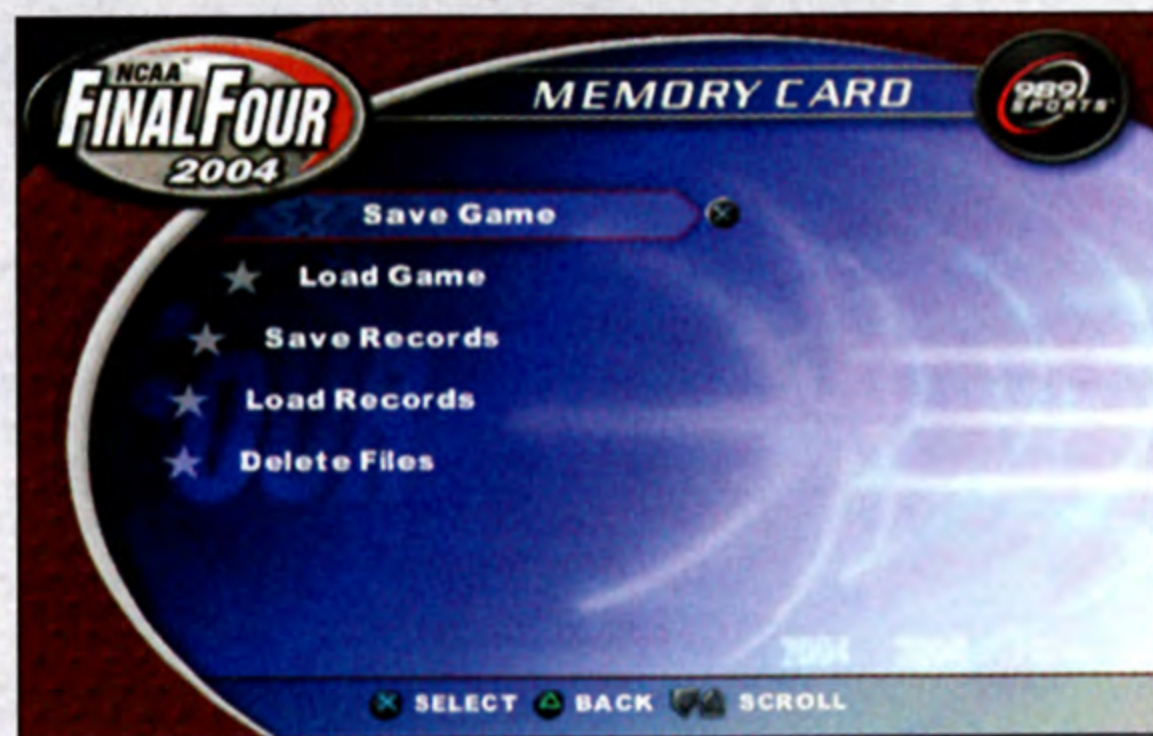 NCAA
FINAL FOUR
2004
MEMORY CARD
989
SPORTS
Save Game
Load Game
Save Records
Load Records
Delete Files
2004
SELECT BACK SCROLL